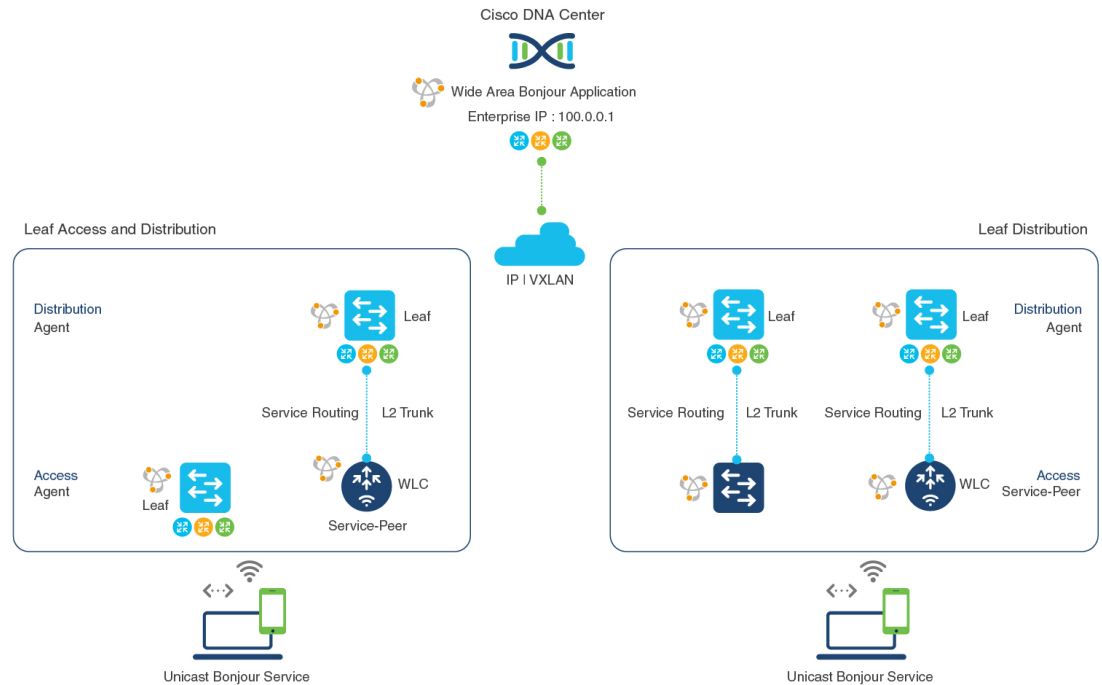 Cisco DNA Center
Wide Area Bonjour Application
Enterprise IP : 100.0.0.1
IP | VXLAN
Leaf Access and Distribution
Distribution
Agent
Leaf
Service Routing
L2 Trunk
Access
Agent
Leaf
WLC
Service-Peer
Unicast Bonjour Service
Leaf Distribution
Leaf
Leaf
Distribution
Agent
Service Routing
L2 Trunk
Service Routing
L2 Trunk
WLC
Access
Service-Peer
Unicast Bonjour Service